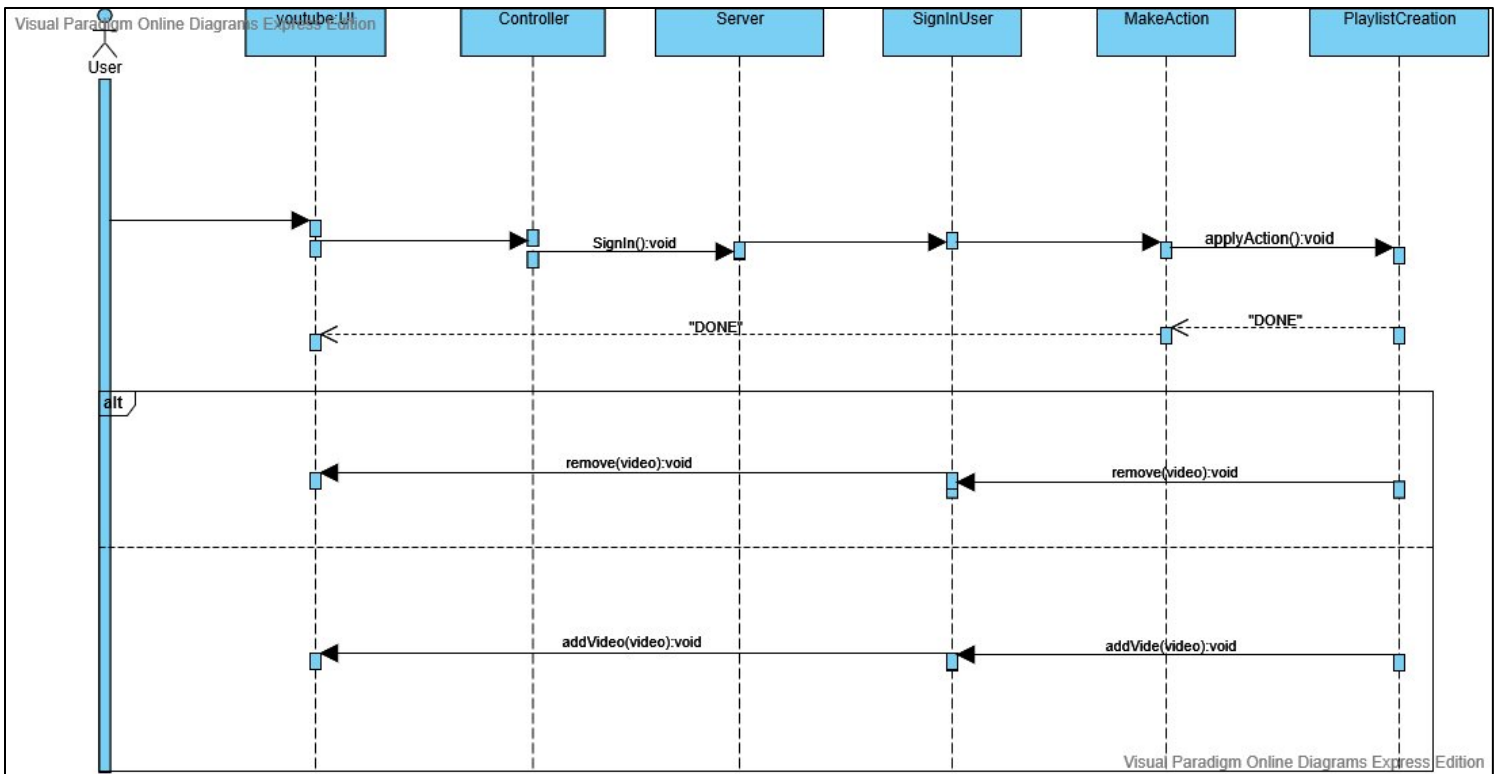 Visual Paradigm Online Diagrams Express Edition
youtube:UI
Controller
Server
SignInUser
MakeAction
PlaylistCreation
User
SignIn():void
applyAction():void
"DONE"
"DONE"
alt
remove(video):void
remove(video):void
addVideo(video):void
addVide(video):void
Visual Paradigm Online Diagrams Express Edition